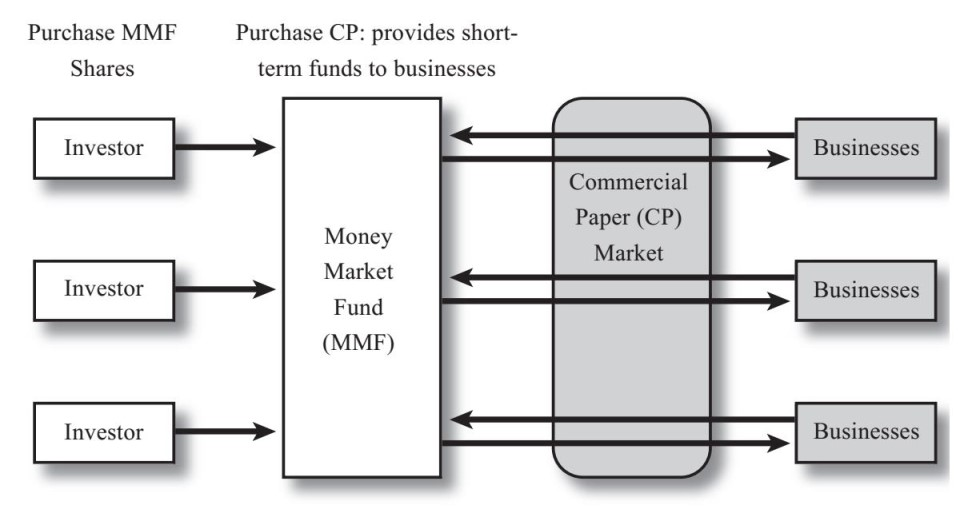 Purchase MMF
Shares
Purchase CP: provides short-
term funds to businesses
Investor
Investor
Investor
Money
Market
Fund
(MMF)
Commercial
Paper (CP)
Market
Businesses
Businesses
Businesses